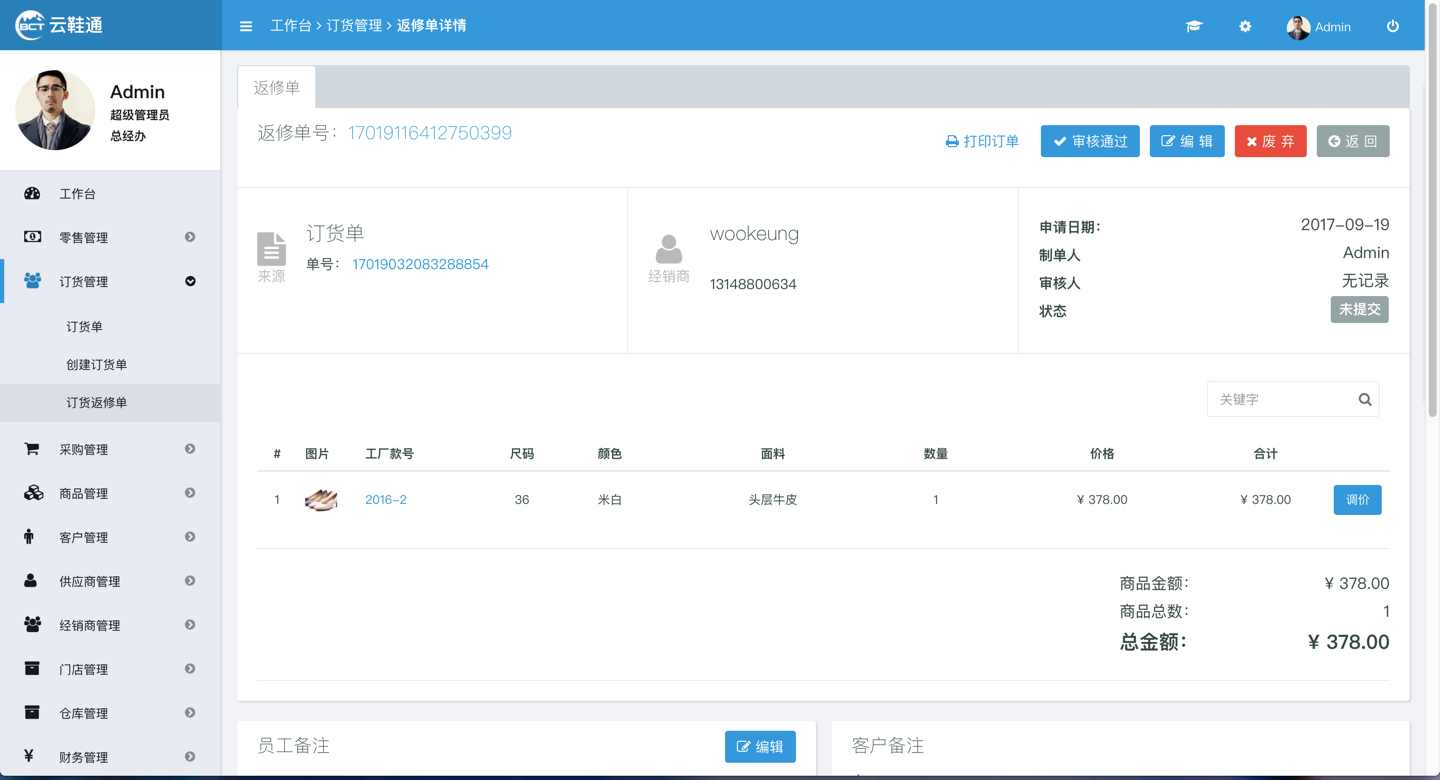 BCT 云鞋通
工作台 > 订货管理 > 返修单详情
Admin
Admin
超级管理员
总经办
工作台
零售管理
订货管理
订货单
创建订货单
订货返修单
采购管理
商品管理
客户管理
供应商管理
经销商管理
门店管理
仓库管理
¥ 财务管理
返修单
返修单号： 17019116412750399
打印订单 审核通过 编 辑 废 弃 返 回
来源
订货单
单号： 17019032083288854
经销商
wookeung
13148800634
申请日期： 2017-09-19
制单人 Admin
审核人 无记录
状态 未提交
关键字
# 图片 工厂款号 尺码 颜色 面料 数量 价格 合计
1 2016-2 36 米白 头层牛皮 1 ¥ 378.00 ¥ 378.00 调价
商品金额： ¥ 378.00
商品总数： 1
总金额： ¥ 378.00
员工备注 编辑
客户备注